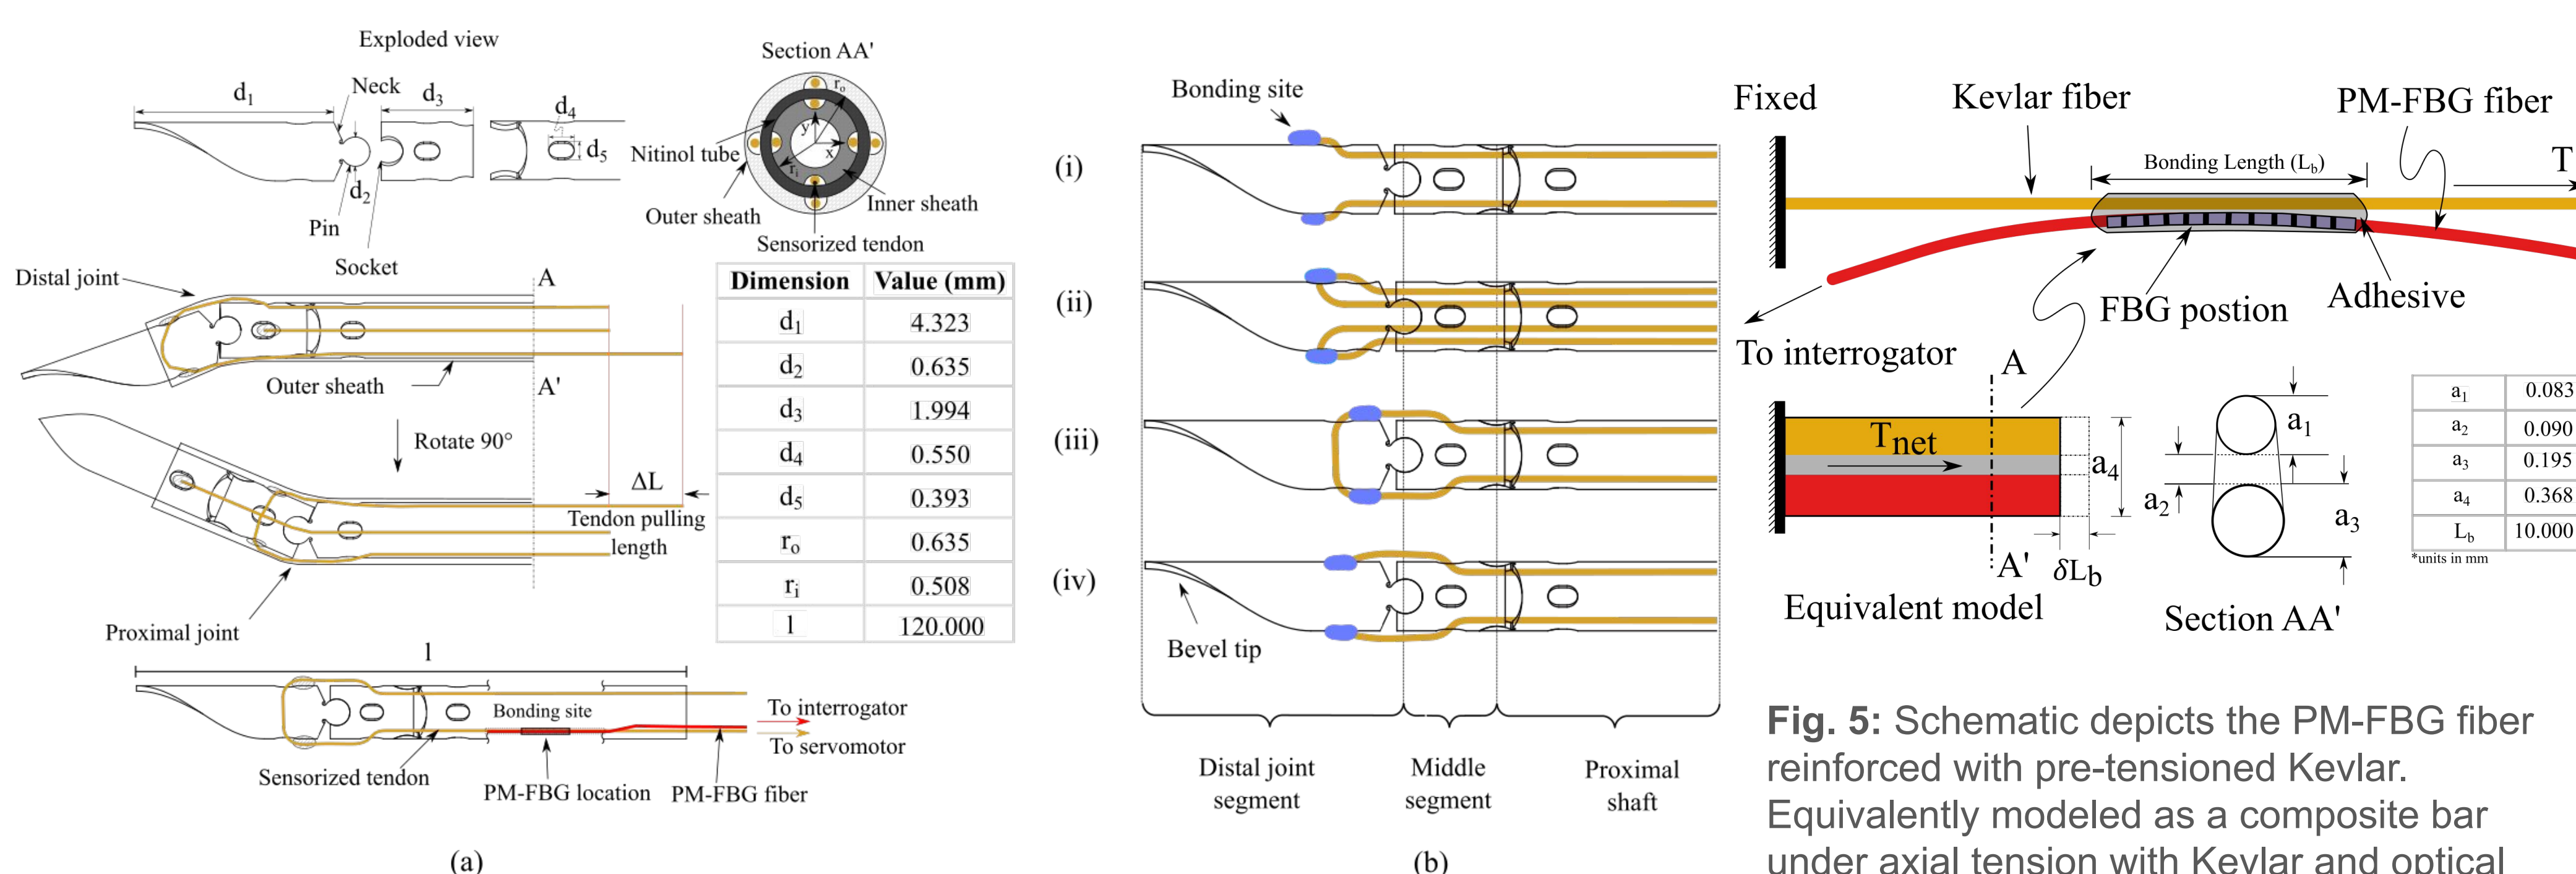 Exploded view
Neck
d1
d3
d4
d5
d2
Pin
Socket
Section AA'
ro
y
x
ri
Nitinol tube
Outer sheath
Inner sheath
Sensorized tendon
Distal joint
A
Outer sheath
A'
Rotate 90°
ΔL
Tendon pulling
length
Proximal joint
Dimension Value (mm)
d1 4.323
d2 0.635
d3 1.994
d4 0.550
d5 0.393
ro 0.635
ri 0.508
l 120.000
l
Bonding site
To interrogator
To servomotor
Sensorized tendon
PM-FBG location
PM-FBG fiber
(a)
Bonding site
(i)
(ii)
(iii)
(iv)
Bevel tip
Distal joint
segment
Middle
segment
Proximal
shaft
(b)
Fixed
Kevlar fiber
PM-FBG fiber
Bonding Length (Lb)
T
FBG postion
Adhesive
To interrogator
A
Tnet
a4
A'
δLb
Equivalent model
a1
a2
a3
Section AA'
a1 0.083
a2 0.090
a3 0.195
a4 0.368
Lb 10.000
*units in mm
Fig. 5: Schematic depicts the PM-FBG fiber
reinforced with pre-tensioned Kevlar.
Equivalently modeled as a composite bar
under axial tension with Kevlar and optical